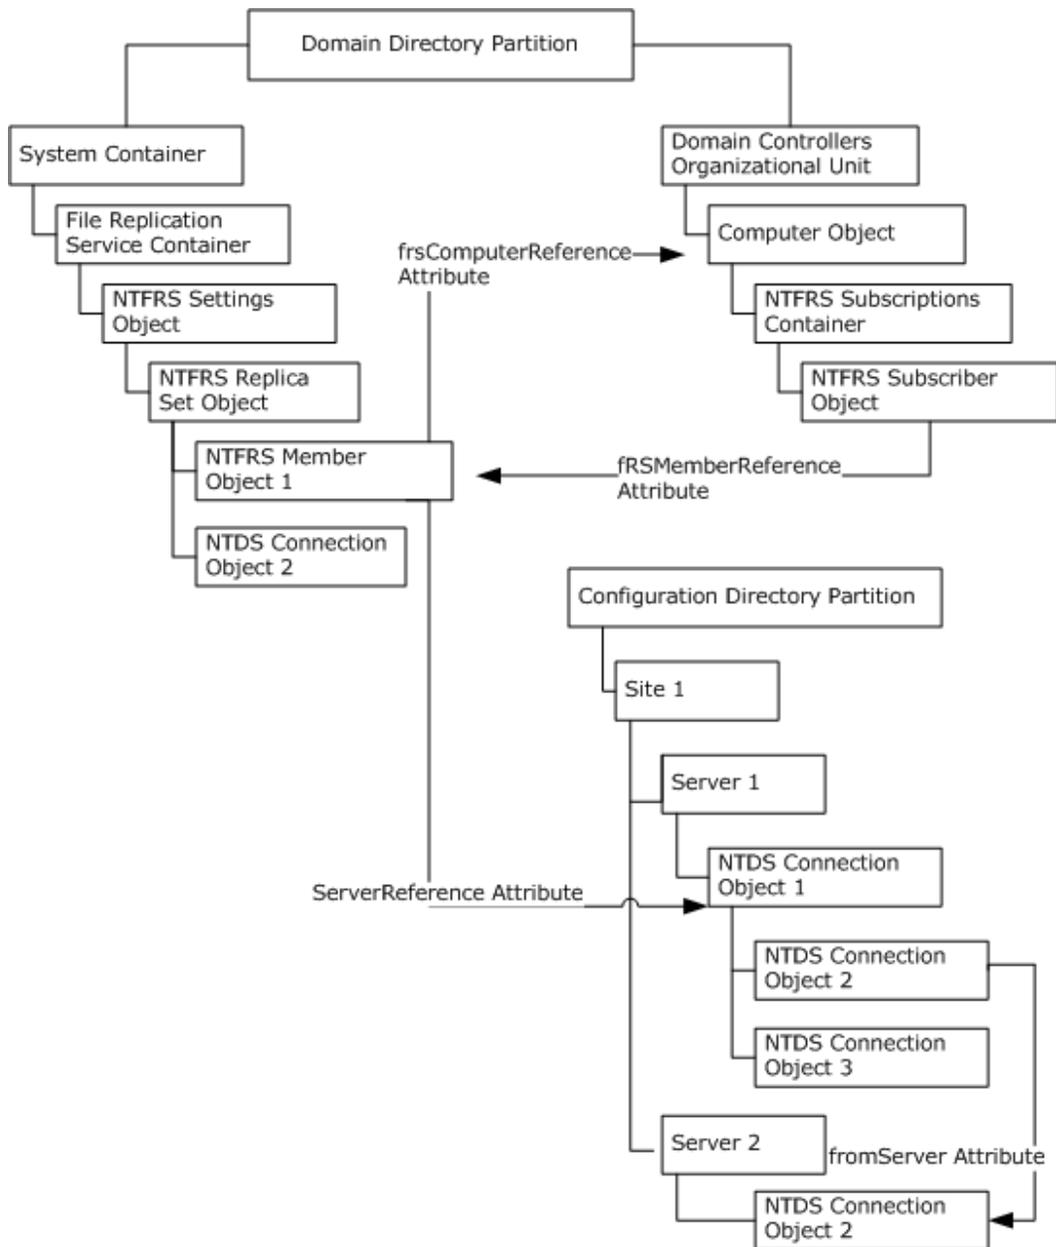 Domain Directory Partition
System Container
Domain Controllers
Organizational Unit
File Replication
Service Container
Computer Object
frsComputerReference
Attribute
NTFRS Settings
Object
NTFRS Subscriptions
Container
NTFRS Replica
Set Object
NTFRS Subscriber
Object
NTFRS Member
Object 1
fRSMemberReference
Attribute
NTDS Connection
Object 2
Configuration Directory Partition
Site 1
Server 1
NTDS Connection
Object 1
ServerReference Attribute
NTDS Connection
Object 2
NTDS Connection
Object 3
Server 2
fromServer Attribute
NTDS Connection
Object 2